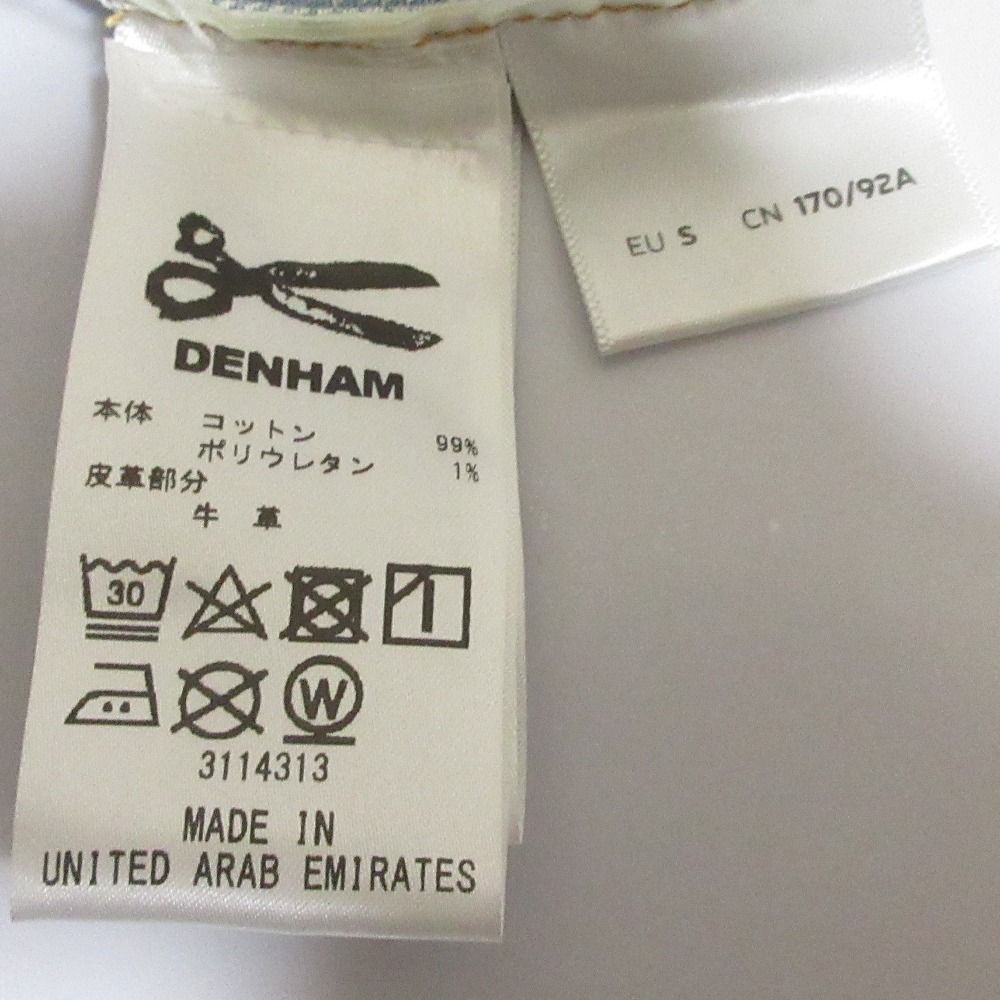 DENHAM
本体 コットン 99%
ポリウレタン 1%
皮革部分
牛 革
30
W
3114313
MADE IN
UNITED ARAB EMIRATES
EU S CN 170/92A